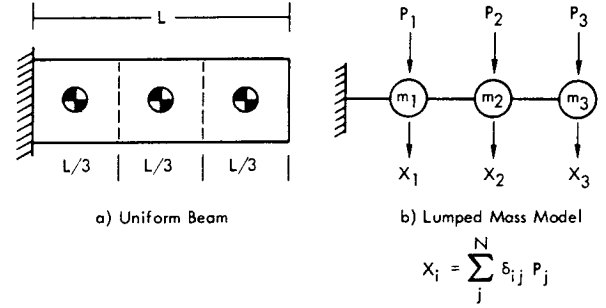 L
L/3 L/3 L/3
a) Uniform Beam
P₁ P₂ P₃
m₁ m₂ m₃
X₁ X₂ X₃
b) Lumped Mass Model
Xᵢ = ∑ⱼᴺ δᵢⱼ Pⱼ